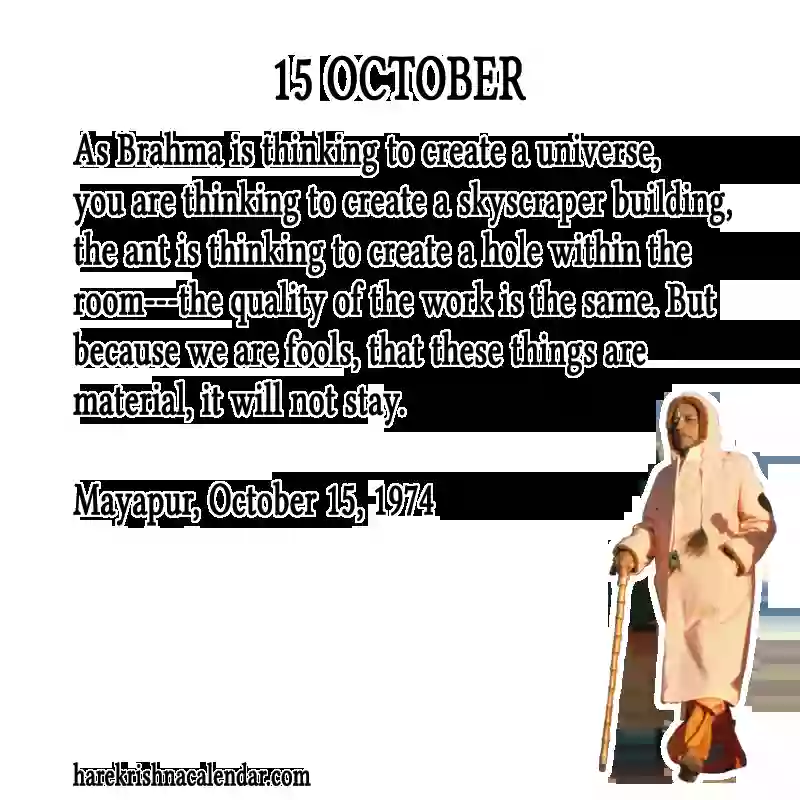 15 OCTOBER
As Brahma is thinking to create a universe,
you are thinking to create a skyscraper building,
the ant is thinking to create a hole within the
room---the quality of the work is the same. But
because we are fools, that these things are
material, it will not stay.
Mayapur, October 15, 1974
harekrishnacalendar.com